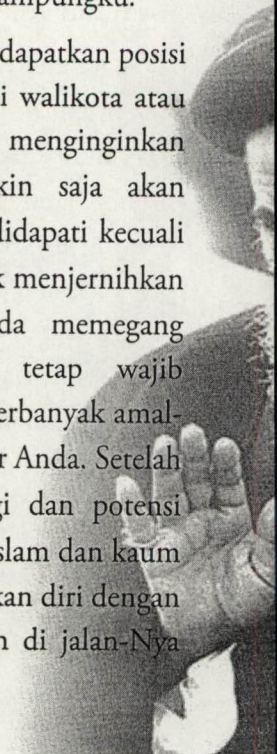 ampungku.
dapatkan posisi
i walikota atau
menginginkan
kin saja akan
lidapati kecuali
k menjernihkan
da memegang
tetap wajib
erbanyak amal-
r Anda. Setelah
gi dan potensi
slam dan kaum
kan diri dengan
n di jalan-Nya